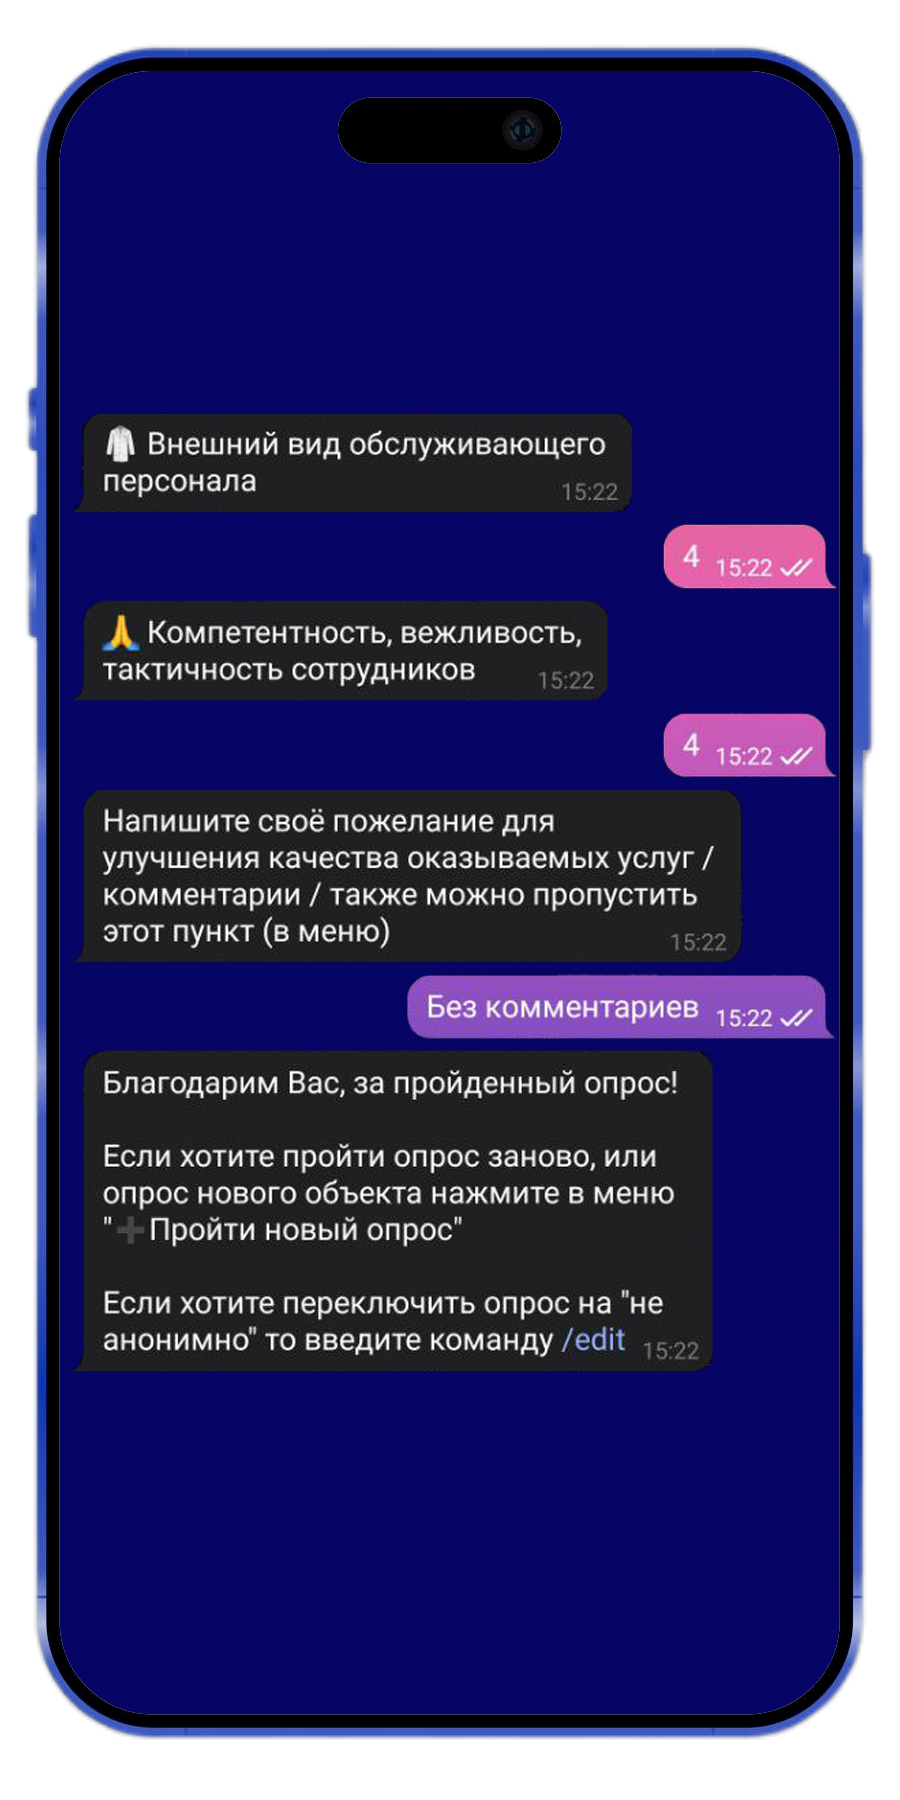 🥼 Внешний вид обслуживающего
персонала 15:22
4 15:22
🙏 Компетентность, вежливость,
тактичность сотрудников 15:22
4 15:22
Напишите своё пожелание для
улучшения качества оказываемых услуг /
комментарии / также можно пропустить
этот пункт (в меню) 15:22
Без комментариев 15:22
Благодарим Вас, за пройденный опрос!
Если хотите пройти опрос заново, или
опрос нового объекта нажмите в меню
"➕Пройти новый опрос"
Если хотите переключить опрос на "не
анонимно" то введите команду /edit 15:22